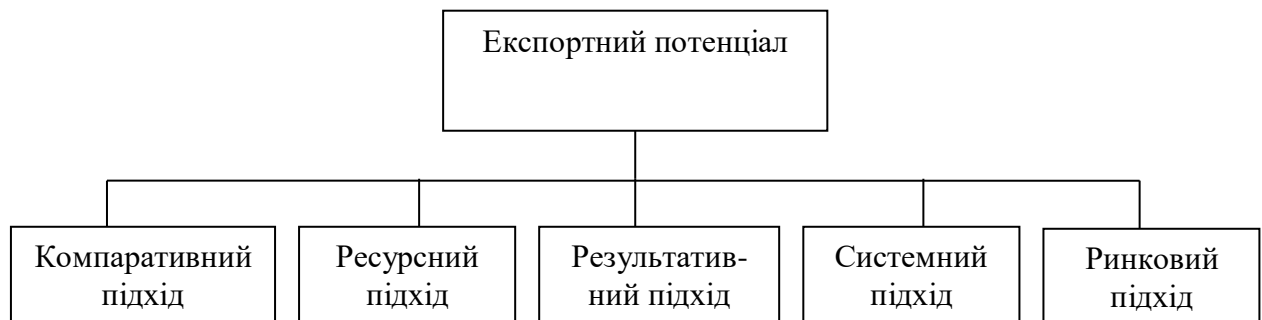 Експортний потенціал
Компаративний
підхід
Ресурсний
підхід
Результатив-
ний підхід
Системний
підхід
Ринковий
підхід